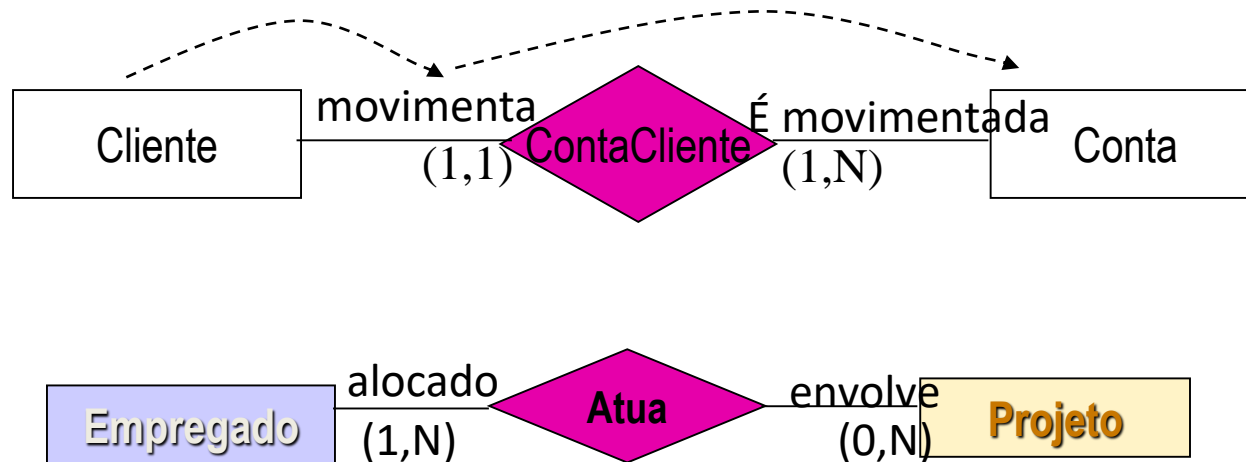 movimenta
É movimentada
Cliente
ContaCliente
Conta
(1,1)
(1,N)
alocado
envolve
Empregado
Atua
Projeto
(1,N)
(0,N)